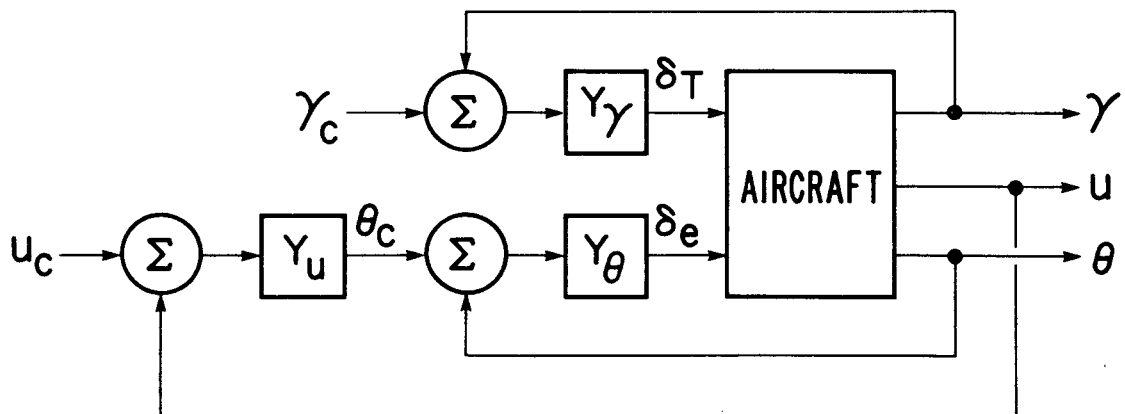 γc Σ Yγ δT γ
AIRCRAFT u
uc Σ Yu θc Σ Yθ δe θ